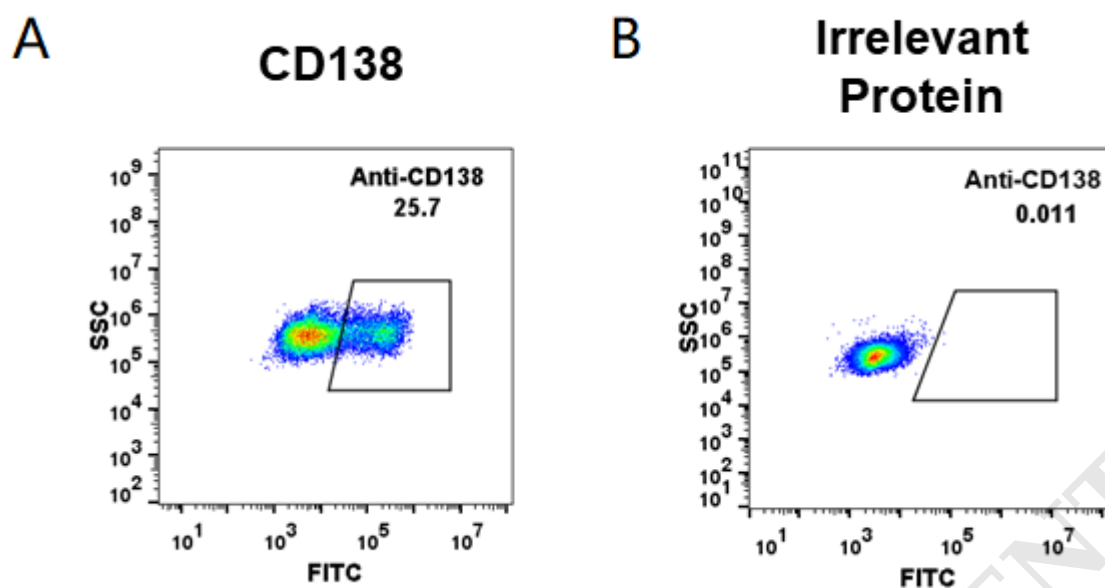 A
CD138
Anti-CD138
25.7
10⁹
10⁸
10⁷
10⁶
10⁵
10⁴
10³
10²
SSC
10¹
10³
10⁵
10⁷
FITC
B
Irrelevant
Protein
Anti-CD138
0.011
10¹¹
10¹⁰
10⁹
10⁸
10⁷
10⁶
10⁵
10⁴
10³
10²
10¹
SSC
10¹
10³
10⁵
10⁷
FITC